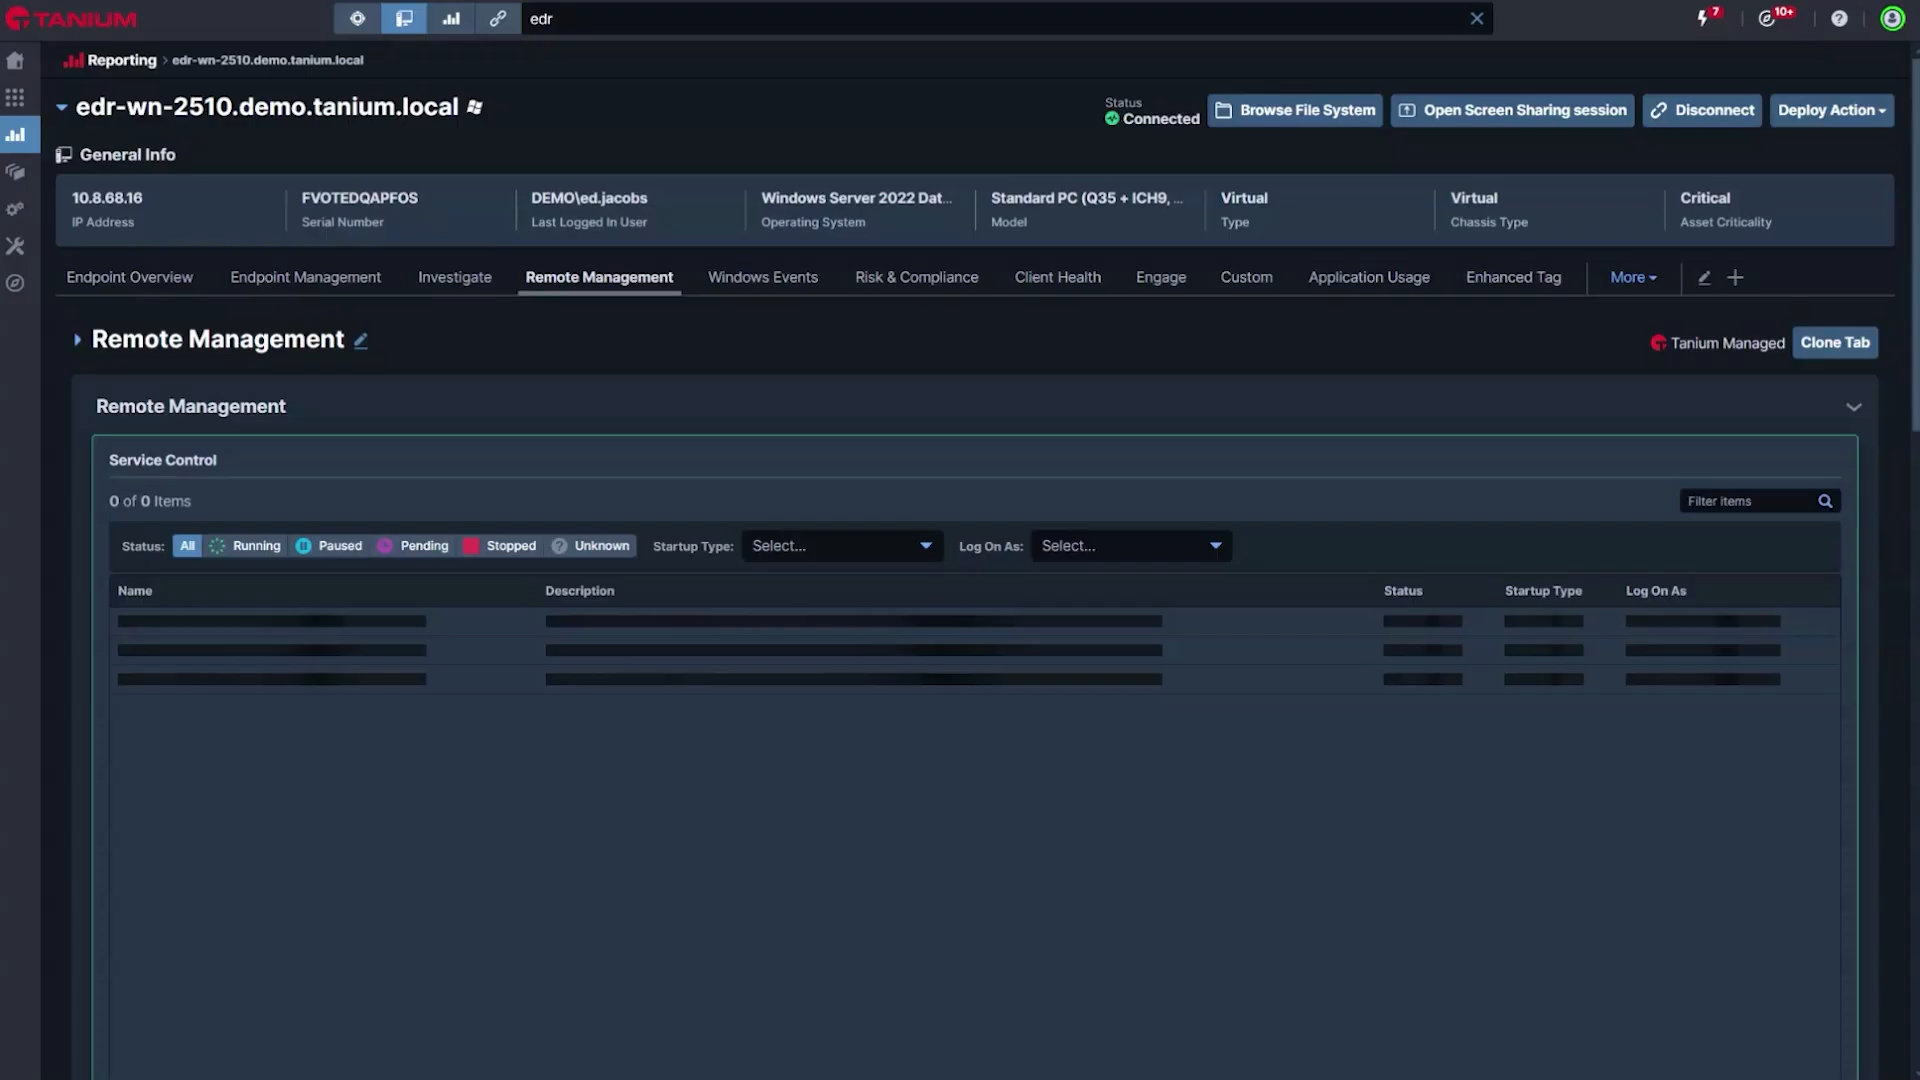 TANIUM
edr
7
10+
Reporting > edr-wn-2510.demo.tanium.local
edr-wn-2510.demo.tanium.local
Status
Connected
Browse File System
Open Screen Sharing session
Disconnect
Deploy Action
General Info
10.8.68.16
IP Address
FVOTEDQAPFOS
Serial Number
DEMO\ed.jacobs
Last Logged In User
Windows Server 2022 Dat...
Operating System
Standard PC (Q35 + ICH9, ...
Model
Virtual
Type
Virtual
Chassis Type
Critical
Asset Criticality
Endpoint Overview Endpoint Management Investigate Remote Management Windows Events Risk & Compliance Client Health Engage Custom Application Usage Enhanced Tag More
Remote Management
Tanium Managed
Clone Tab
Remote Management
Service Control
0 of 0 Items
Filter items
Status: All Running Paused Pending Stopped Unknown Startup Type: Select... Log On As: Select...
Name Description Status Startup Type Log On As